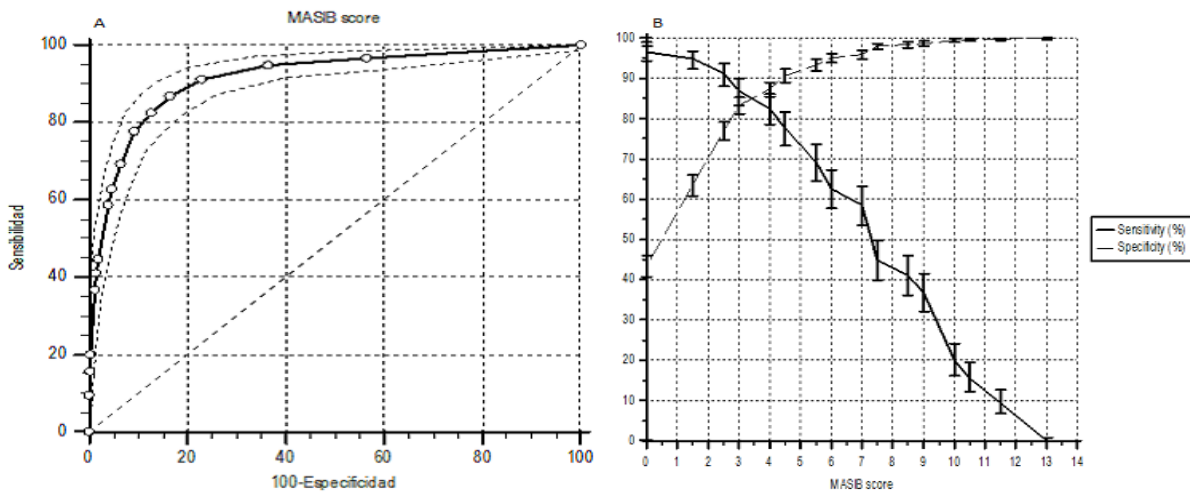 A
MASIB score
100
80
60
40
20
0
Sensibilidad
0 20 40 60 80 100
100-Especificidad
B
100
90
80
70
60
50
40
30
20
10
0
0 1 2 3 4 5 6 7 8 9 10 11 12 13 14
MASIB score
Sensitivity (%)
Specificity (%)